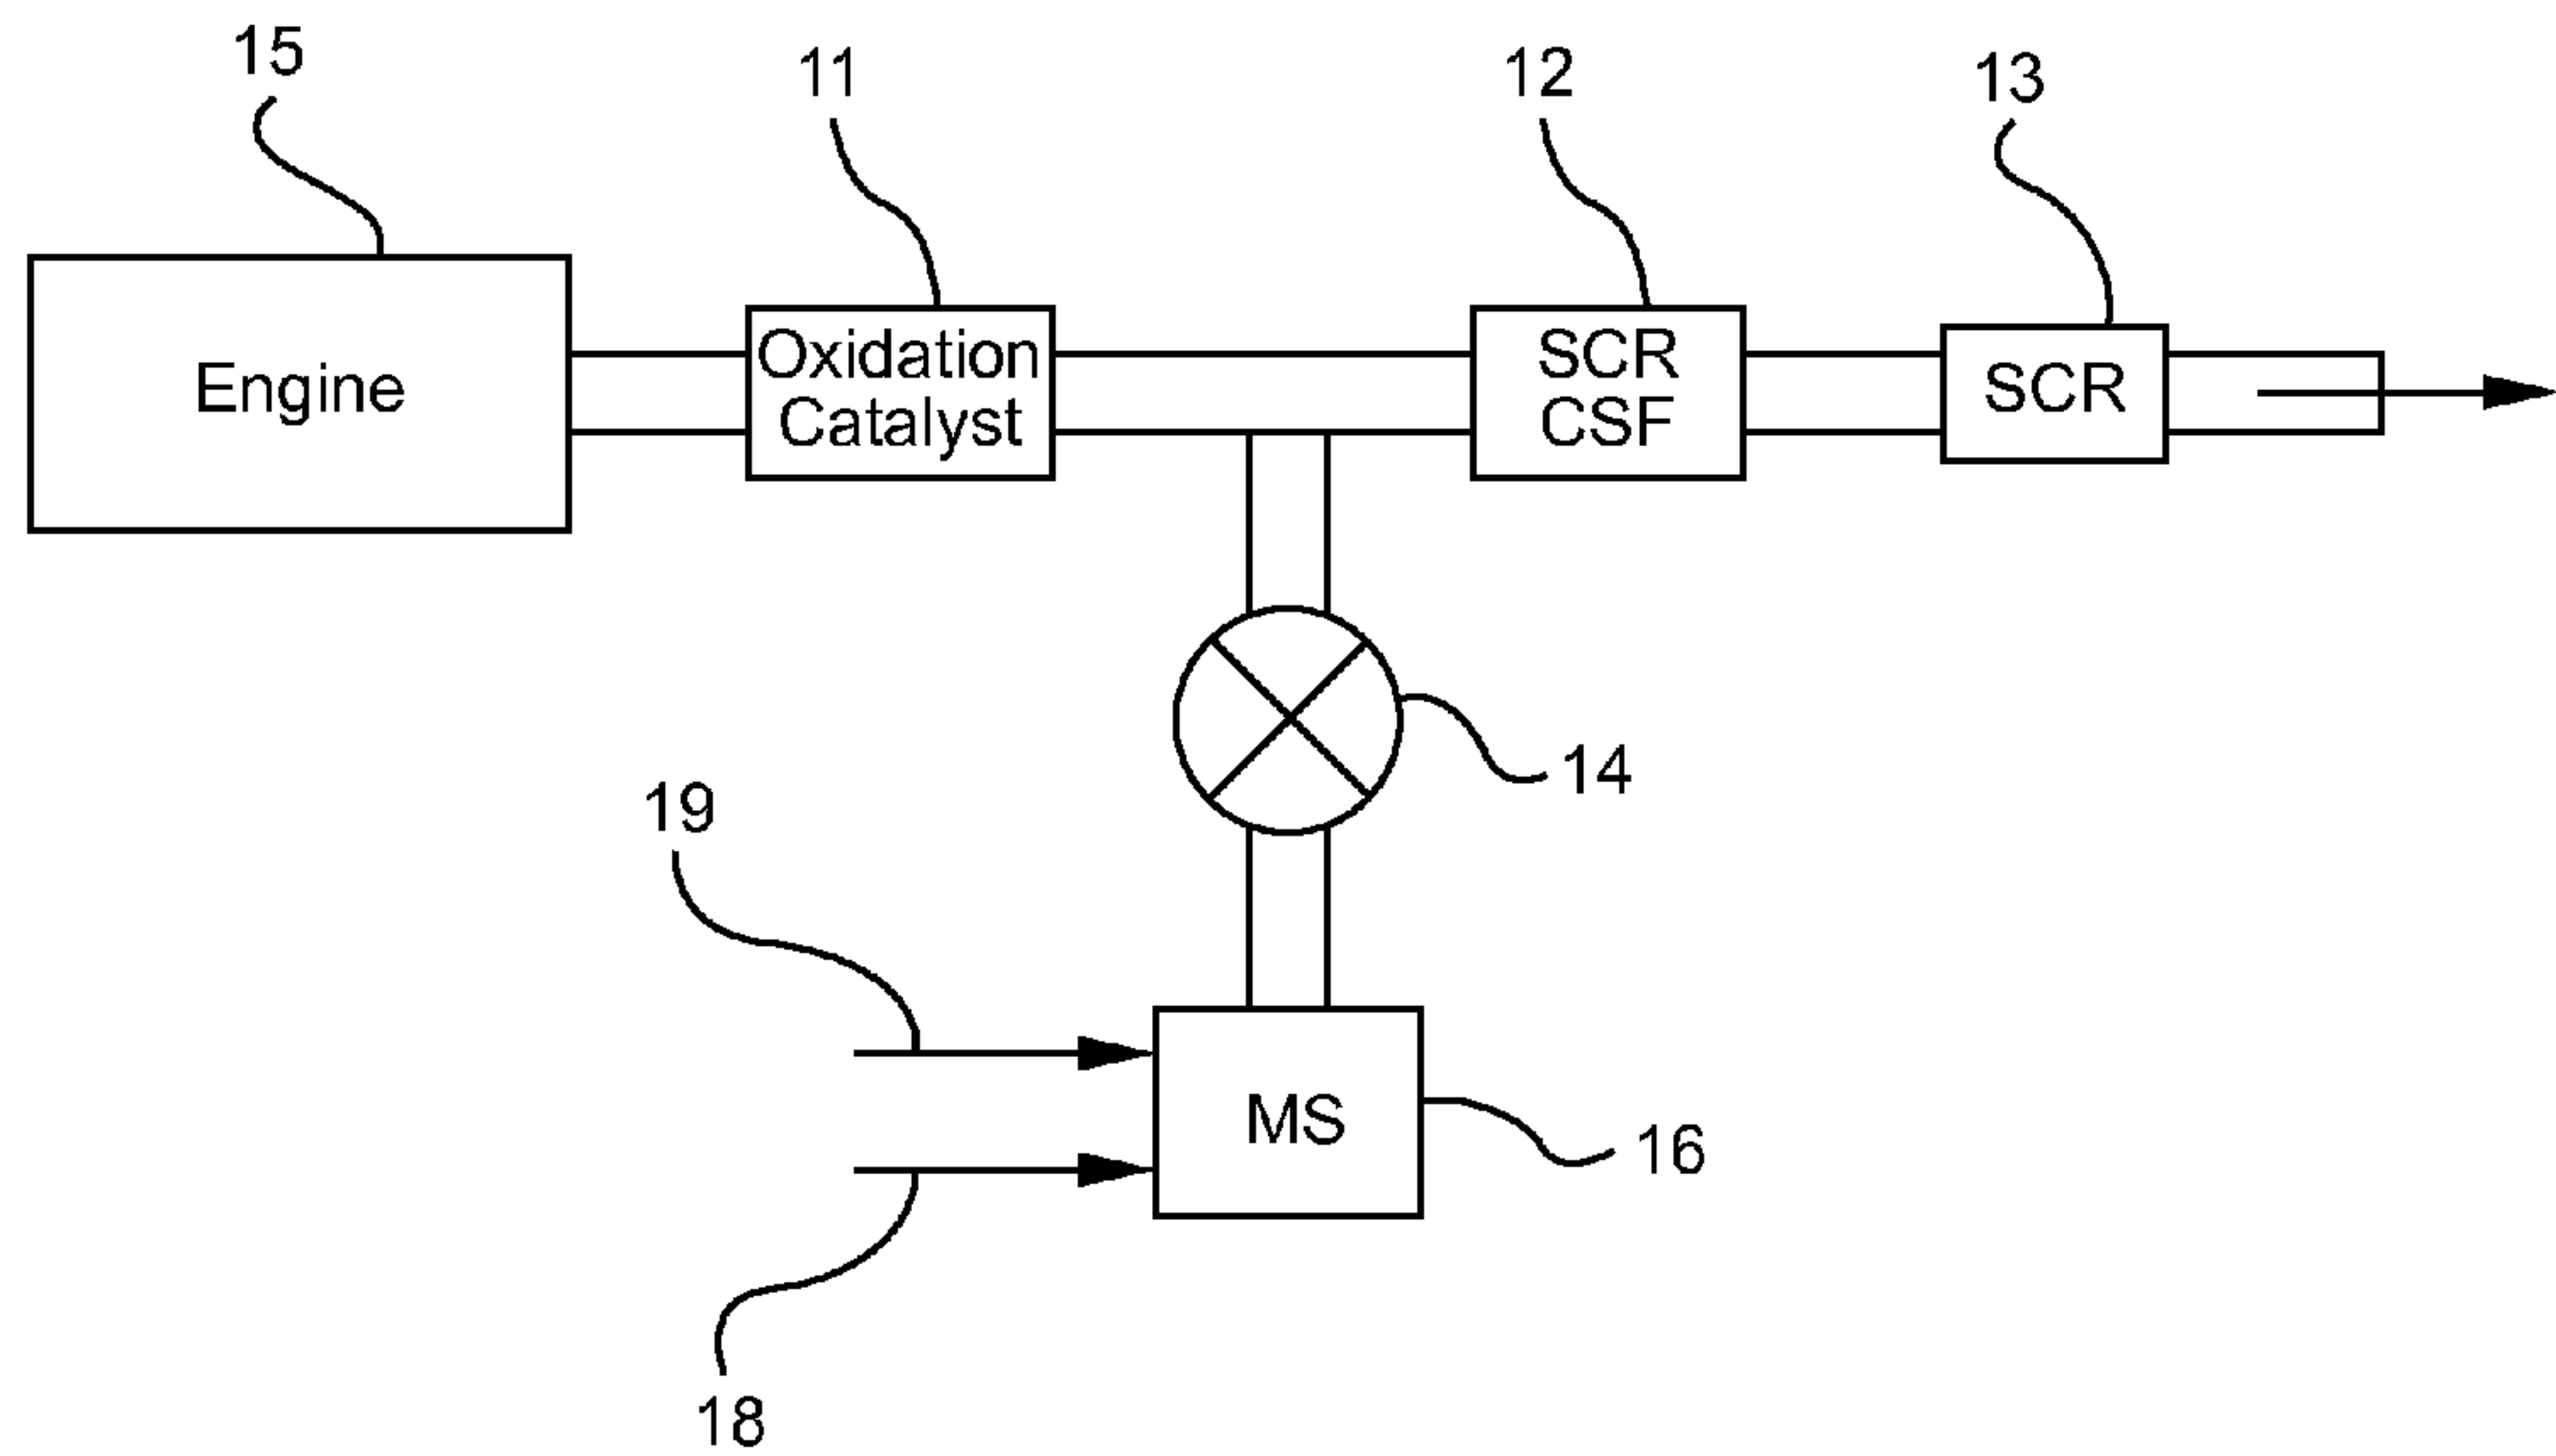 15
11
12
13
Engine
Oxidation
Catalyst
SCR
CSF
SCR
14
19
MS
16
18